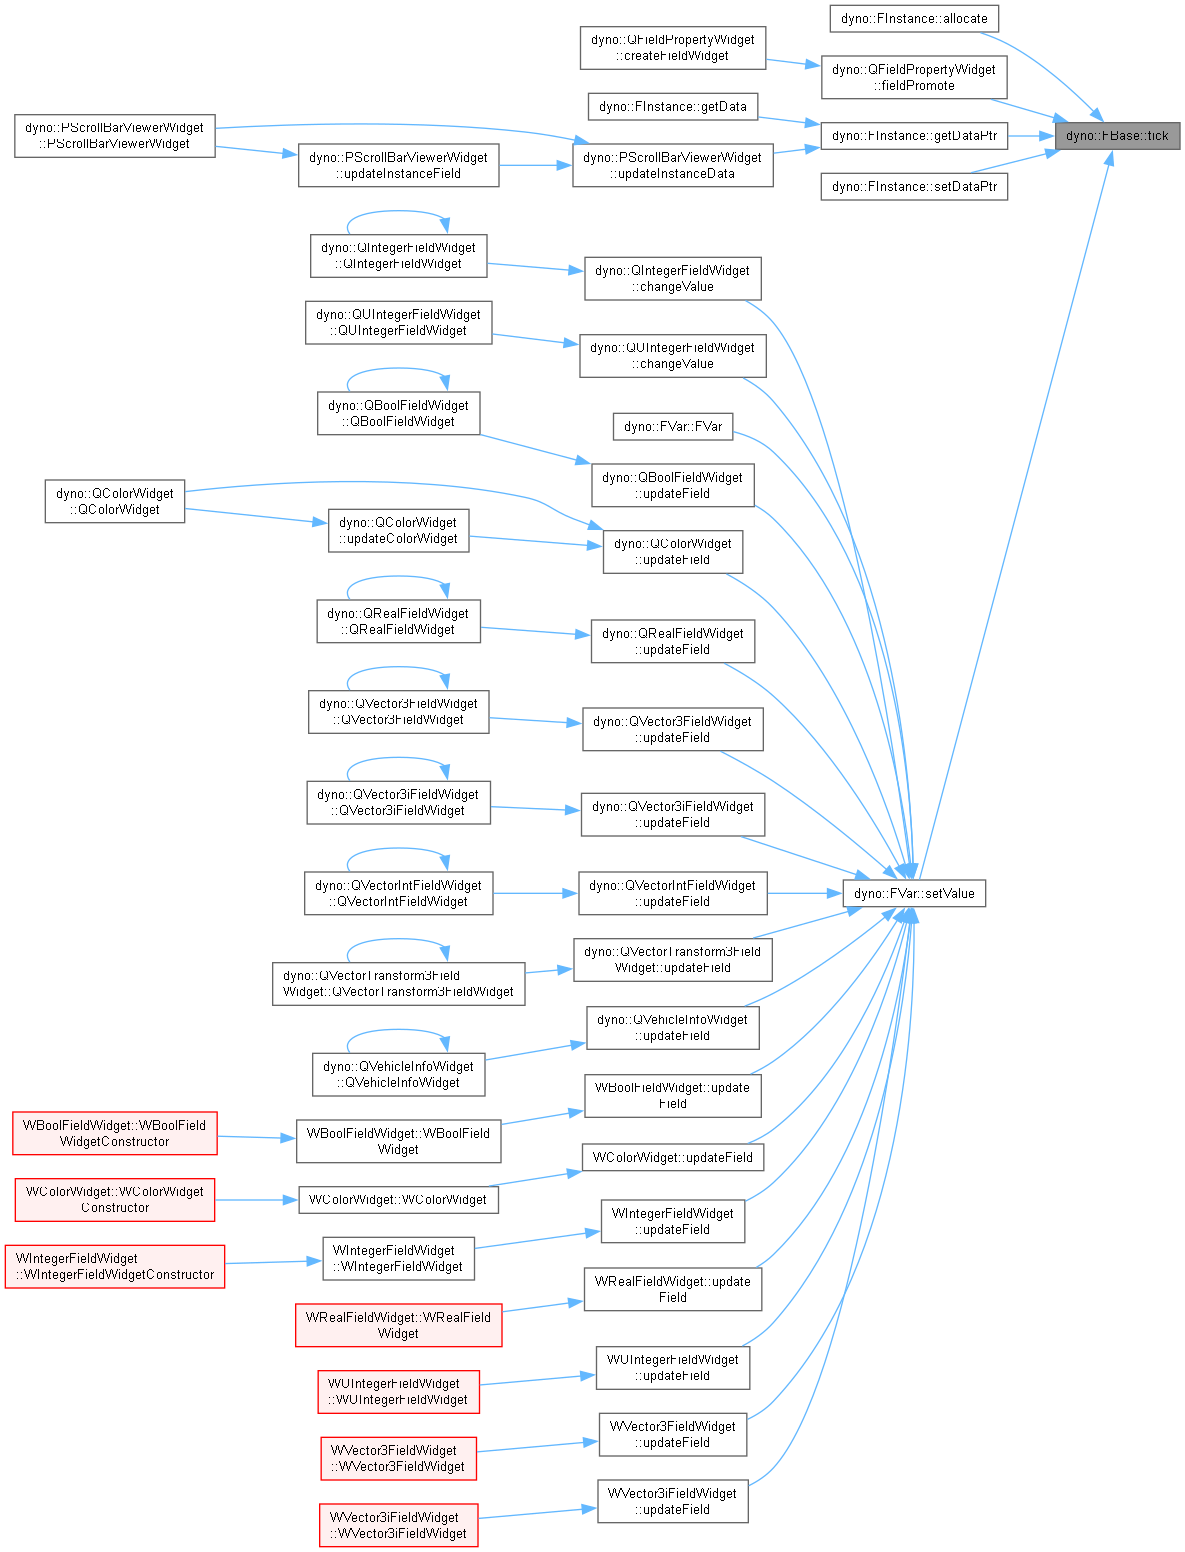 dyno::FInstance::allocate
dyno::QFieldPropertyWidget
::createFieldWidget
dyno::QFieldPropertyWidget
::fieldPromote
dyno::FInstance::getData
dyno::FBase::tick
dyno::FInstance::getDataPtr
dyno::PScrollBarViewerWidget
::PScrollBarViewerWidget
dyno::PScrollBarViewerWidget
::updateInstanceField
dyno::PScrollBarViewerWidget
::updateInstanceData
dyno::FInstance::setDataPtr
dyno::QIntegerFieldWidget
::QIntegerFieldWidget
dyno::QIntegerFieldWidget
::changeValue
dyno::QUIntegerFieldWidget
::QUIntegerFieldWidget
dyno::QUIntegerFieldWidget
::changeValue
dyno::QBoolFieldWidget
::QBoolFieldWidget
dyno::FVar::FVar
dyno::QBoolFieldWidget
::updateField
dyno::QColorWidget
::QColorWidget
dyno::QColorWidget
::updateColorWidget
dyno::QColorWidget
::updateField
dyno::QRealFieldWidget
::QRealFieldWidget
dyno::QRealFieldWidget
::updateField
dyno::QVector3FieldWidget
::QVector3FieldWidget
dyno::QVector3FieldWidget
::updateField
dyno::QVector3iFieldWidget
::QVector3iFieldWidget
dyno::QVector3iFieldWidget
::updateField
dyno::QVectorIntFieldWidget
::QVectorIntFieldWidget
dyno::QVectorIntFieldWidget
::updateField
dyno::FVar::setValue
dyno::QVectorTransform3Field
Widget::QVectorTransform3FieldWidget
dyno::QVectorTransform3Field
Widget::updateField
dyno::QVehicleInfoWidget
::QVehicleInfoWidget
dyno::QVehicleInfoWidget
::updateField
WBoolFieldWidget::update
Field
WBoolFieldWidget::WBoolField
WidgetConstructor
WBoolFieldWidget::WBoolField
Widget
WColorWidget::updateField
WColorWidget::WColorWidget
Constructor
WColorWidget::WColorWidget
WIntegerFieldWidget
::updateField
WIntegerFieldWidget
::WIntegerFieldWidgetConstructor
WIntegerFieldWidget
::WIntegerFieldWidget
WRealFieldWidget::update
Field
WRealFieldWidget::WRealField
Widget
WUIntegerFieldWidget
::updateField
WUIntegerFieldWidget
::WUIntegerFieldWidget
WVector3FieldWidget
::updateField
WVector3FieldWidget
::WVector3FieldWidget
WVector3iFieldWidget
::updateField
WVector3iFieldWidget
::WVector3iFieldWidget